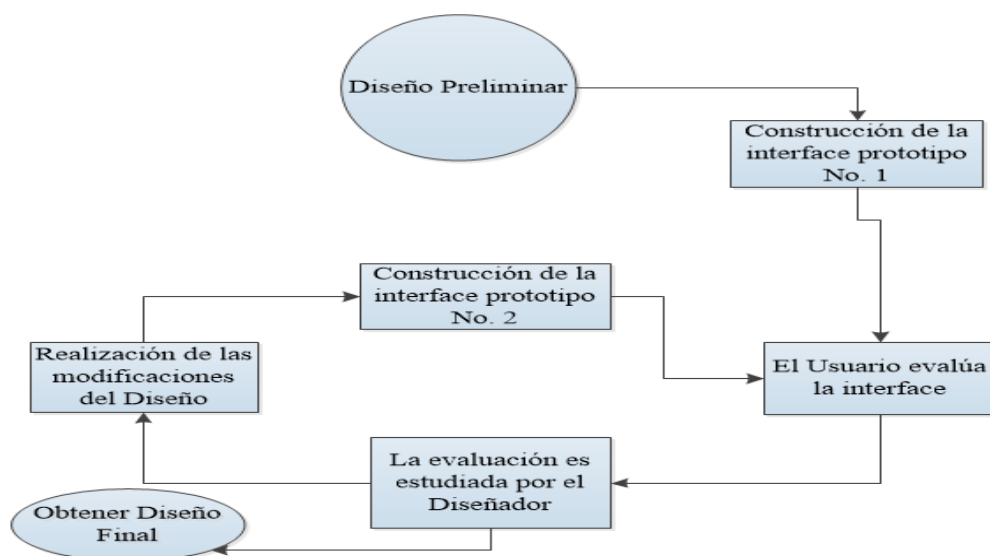 Diseño Preliminar
Construcción de la
interface prototipo
No. 1
Construcción de la
interface prototipo
No. 2
Realización de las
modificaciones
del Diseño
El Usuario evalúa
la interface
La evaluación es
estudiada por el
Diseñador
Obtener Diseño
Final